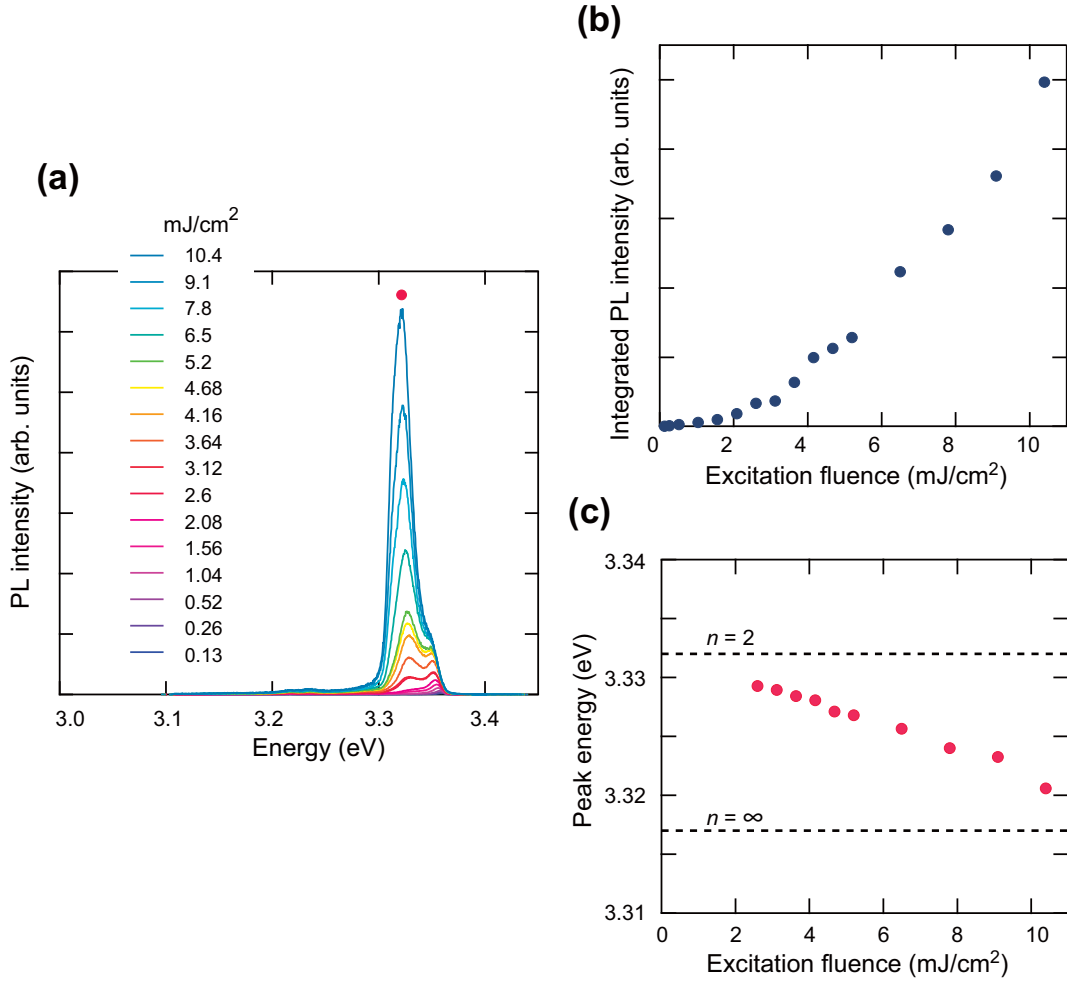 (a)
mJ/cm²
10.4
9.1
7.8
6.5
5.2
4.68
4.16
3.64
3.12
2.6
2.08
1.56
1.04
0.52
0.26
0.13
PL intensity (arb. units)
3.0 3.1 3.2 3.3 3.4
Energy (eV)
(b)
Integrated PL intensity (arb. units)
0 2 4 6 8 10
Excitation fluence (mJ/cm²)
(c)
Peak energy (eV)
3.34
3.33
3.32
3.31
n = 2
n = ∞
0 2 4 6 8 10
Excitation fluence (mJ/cm²)